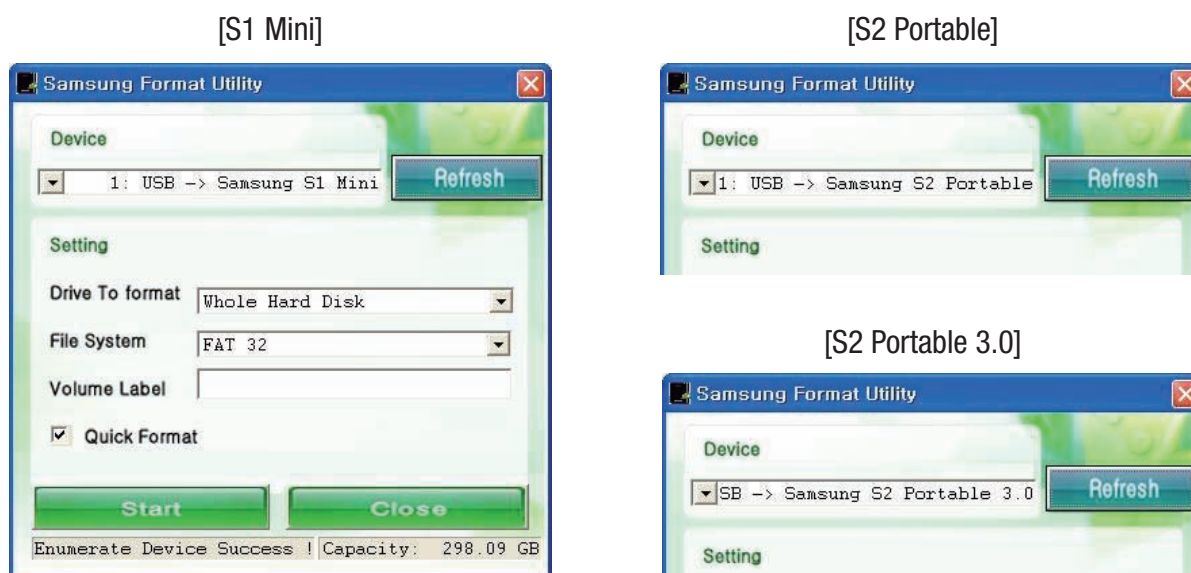 [S1 Mini]
Samsung Format Utility
Device
1: USB -> Samsung S1 Mini
Refresh
Setting
Drive To format
Whole Hard Disk
File System
FAT 32
Volume Label
Quick Format
Start
Close
Enumerate Device Success !
Capacity: 298.09 GB
[S2 Portable]
Samsung Format Utility
Device
1: USB -> Samsung S2 Portable
Refresh
Setting
[S2 Portable 3.0]
Samsung Format Utility
Device
SB -> Samsung S2 Portable 3.0
Refresh
Setting